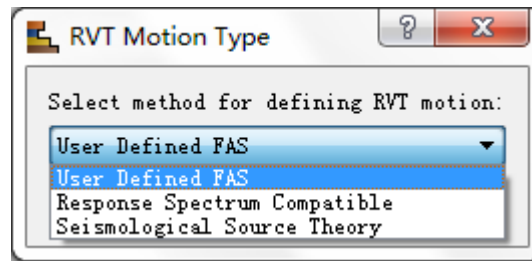 RVT Motion Type
Select method for defining RVT motion:
User Defined FAS
User Defined FAS
Response Spectrum Compatible
Seismological Source Theory